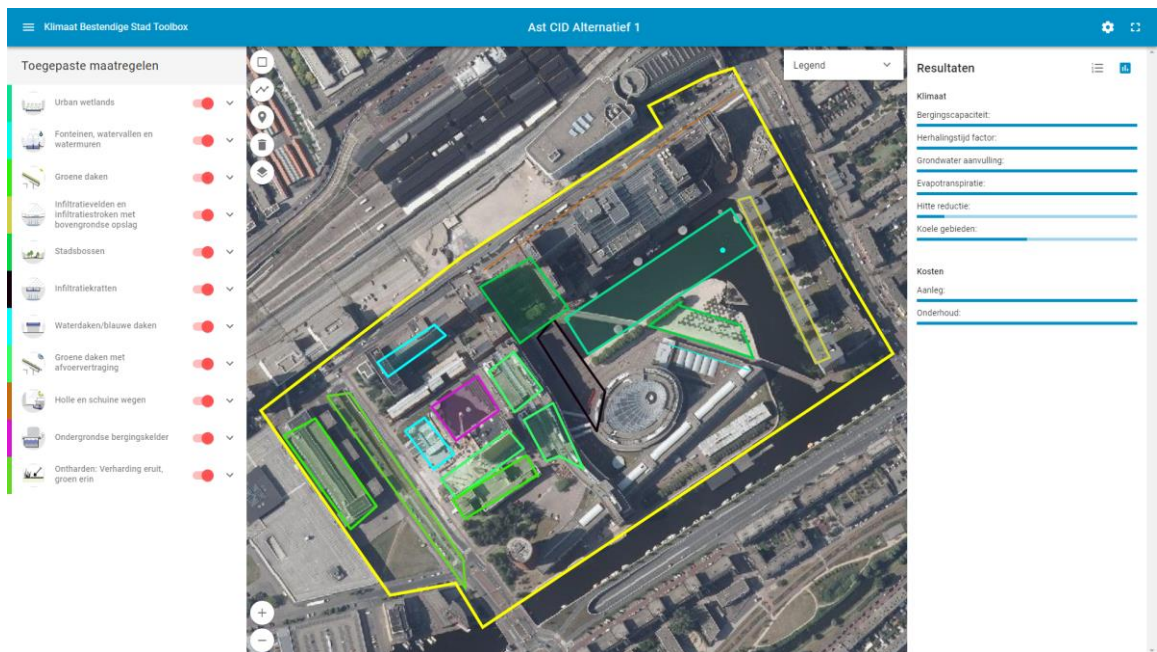 Klimaat Bestendige Stad Toolbox
Ast CID Alternatief 1
Toegepaste maatregelen
Urban wetlands
Fonteinen, watervallen en
watermuren
Groene daken
Infiltratievelden en
infiltratiestroken met
bovengrondse opslag
Stadsbossen
Infiltratiekratten
Waterdaken/blauwe daken
Groene daken met
afvoervertraging
Holle en schuine wegen
Ondergrondse bergingskelder
Ontharden: Verharding eruit,
groen erin
Legend
Resultaten
Klimaat
Bergingscapaciteit:
Herhalingstijd factor:
Grondwater aanvulling:
Evapotranspiratie:
Hitte reductie:
Koele gebieden:
Kosten
Aanleg:
Onderhoud: